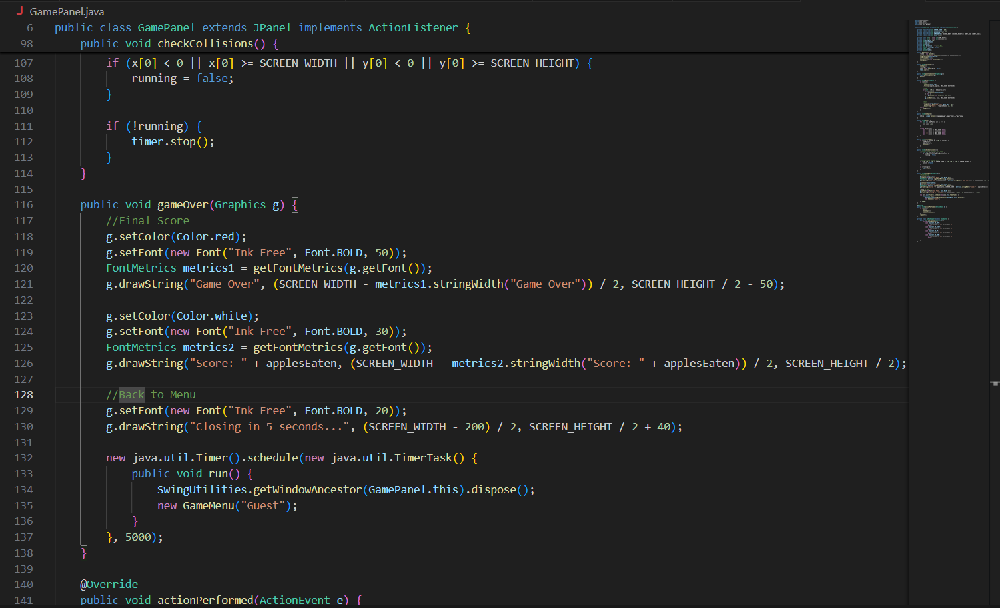 GamePanel.java
6 public class GamePanel extends JPanel implements ActionListener {
98 public void checkCollisions() {
107 if (x[0] < 0 || x[0] >= SCREEN_WIDTH || y[0] < 0 || y[0] >= SCREEN_HEIGHT) {
108 running = false;
109 }
110
111 if (!running) {
112 timer.stop();
113 }
114 }
115
116 public void gameOver(Graphics g) {
117 //Final Score
118 g.setColor(Color.red);
119 g.setFont(new Font("Ink Free", Font.BOLD, 50));
120 FontMetrics metrics1 = getFontMetrics(g.getFont());
121 g.drawString("Game Over", (SCREEN_WIDTH - metrics1.stringWidth("Game Over")) / 2, SCREEN_HEIGHT / 2 - 50);
122
123 g.setColor(Color.white);
124 g.setFont(new Font("Ink Free", Font.BOLD, 30));
125 FontMetrics metrics2 = getFontMetrics(g.getFont());
126 g.drawString("Score: " + applesEaten, (SCREEN_WIDTH - metrics2.stringWidth("Score: " + applesEaten)) / 2, SCREEN_HEIGHT / 2);
127
128 //Back to Menu
129 g.setFont(new Font("Ink Free", Font.BOLD, 20));
130 g.drawString("Closing in 5 seconds...", (SCREEN_WIDTH - 200) / 2, SCREEN_HEIGHT / 2 + 40);
131
132 new java.util.Timer().schedule(new java.util.TimerTask() {
133 public void run() {
134 SwingUtilities.getWindowAncestor(GamePanel.this).dispose();
135 new GameMenu("Guest");
136 }
137 }, 5000);
138 }
139
140 @Override
141 public void actionPerformed(ActionEvent e) {